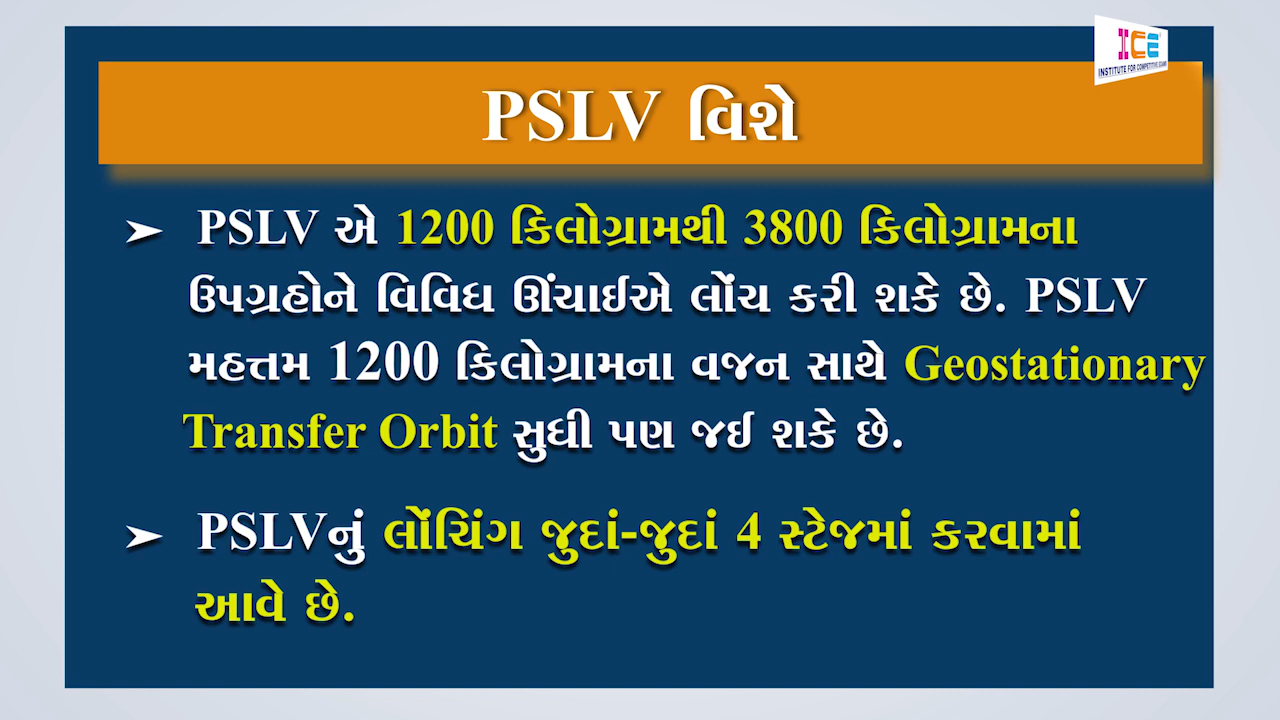 ICE
INSTITUTE FOR COMPETITIVE EXAMS
PSLV વિશે
➤ PSLV એ 1200 કિલોગ્રામથી 3800 કિલોગ્રામના
ઉપગ્રહોને વિવિધ ઊંચાઈએ લોંચ કરી શકે છે. PSLV
મહત્તમ 1200 કિલોગ્રામના વજન સાથે Geostationary
Transfer Orbit સુધી પણ જઈ શકે છે.
➤ PSLVનું લોંચિંગ જુદાં-જુદાં 4 સ્ટેજમાં કરવામાં
આવે છે.